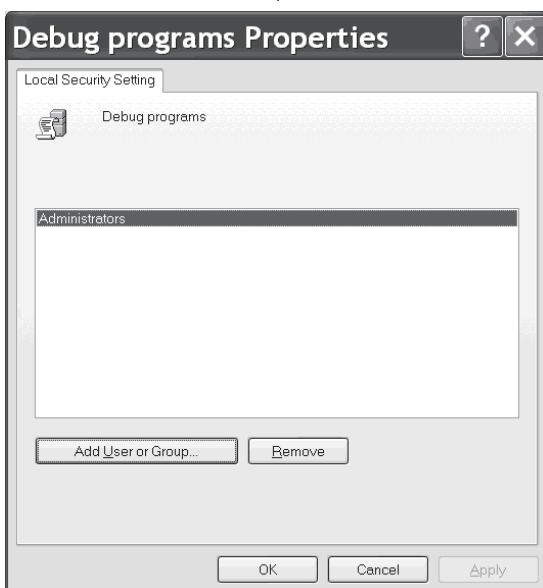 Debug programs Properties
Local Security Setting
Debug programs
Administrators
Add User or Group...
Remove
OK
Cancel
Apply